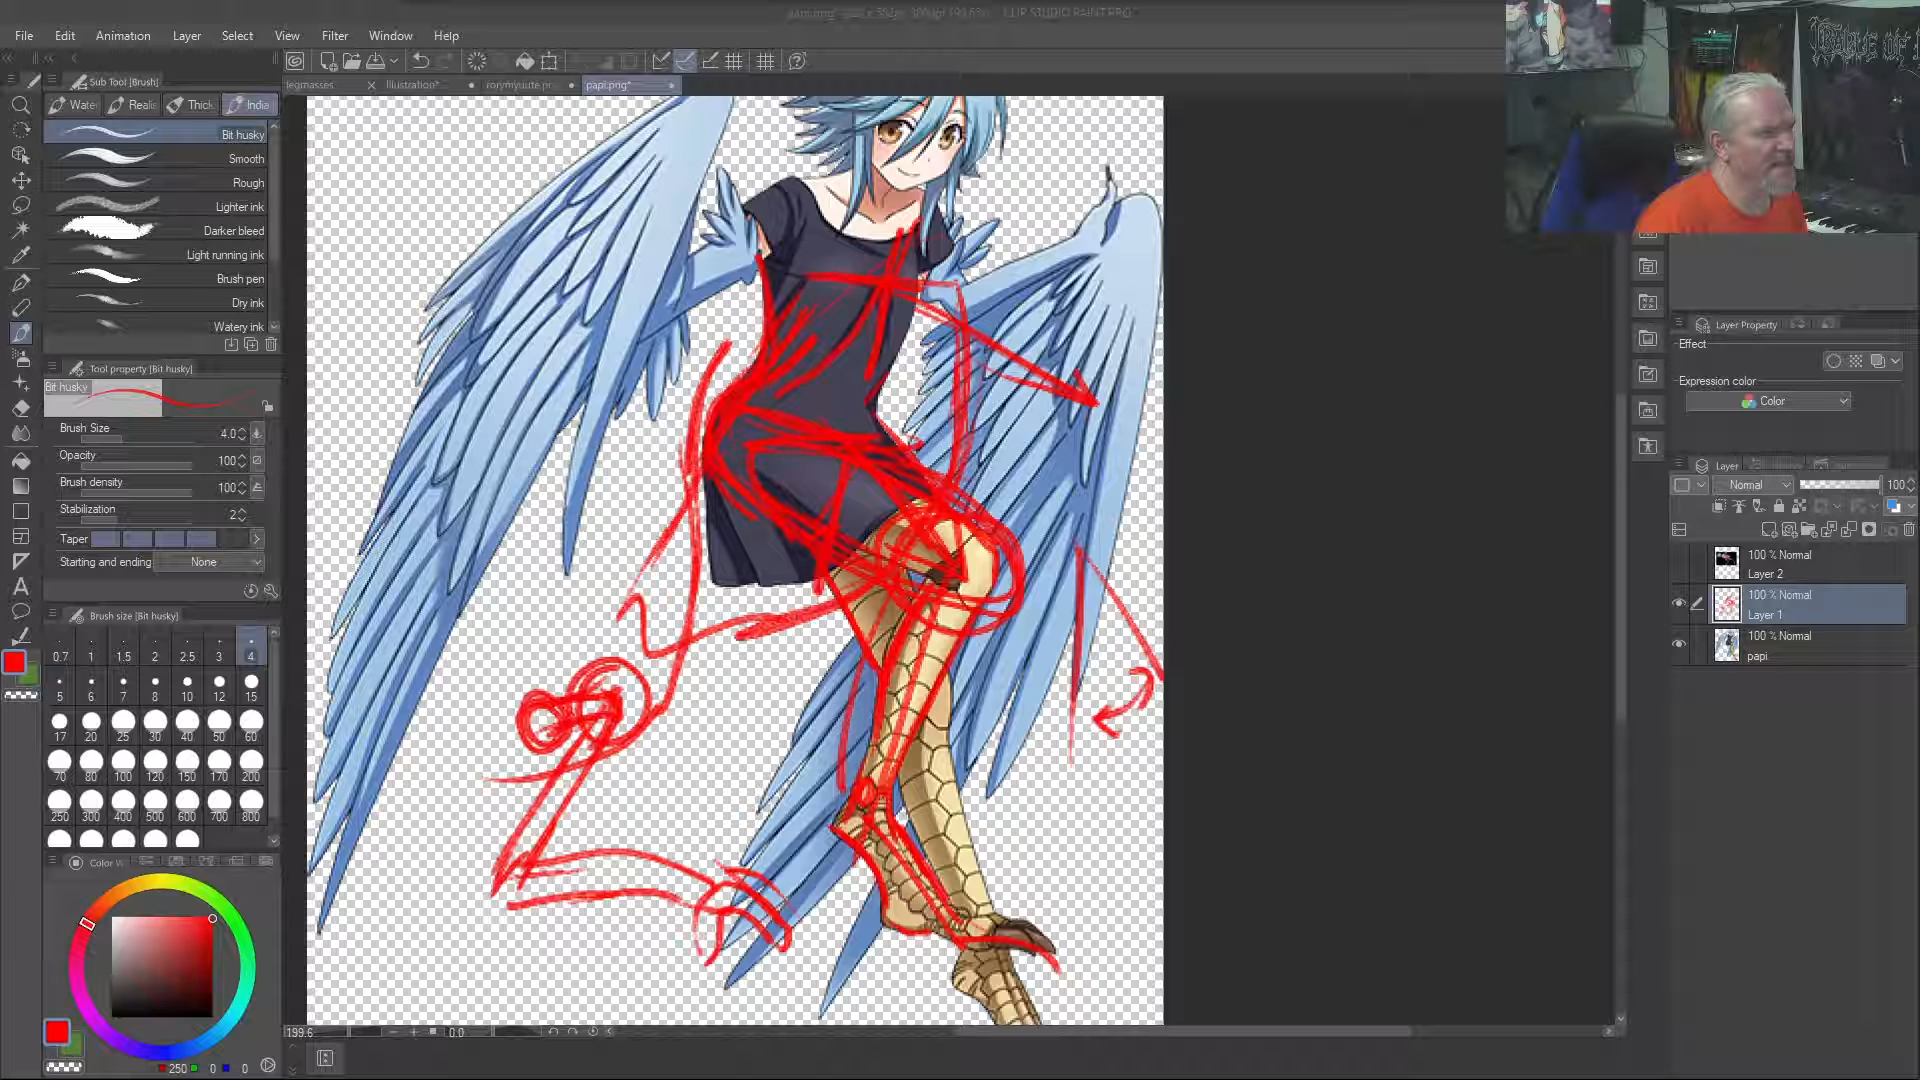 CLIP STUDIO PAINT PRO
File Edit Animation Layer Select View Filter Window Help
Sub Tool [Brush]
legmasses
Illustration*
papi.png*
Thick
Bit husky
Smooth
Rough
Lighter ink
Darker bleed
Light running ink
Brush pen
Dry ink
Watery ink
Tool property [Bit husky]
Bit husky
Brush Size 4.0
Opacity 100
Brush density 100
Stabilization 2
Taper
Starting and ending None
Brush size [Bit husky]
0.7 1 1.5 2 2.5 3 4
5 6 7 8 10 12 15
17 20 25 30 40 50 60
70 80 100 120 150 170 200
250 300 400 500 600 700 800
Color
250 0 0
199.6 0.0
Layer Property
Effect
Expression color
Color
Layer
Normal 100
100 % Normal
Layer 2
100 % Normal
Layer 1
100 % Normal
papi